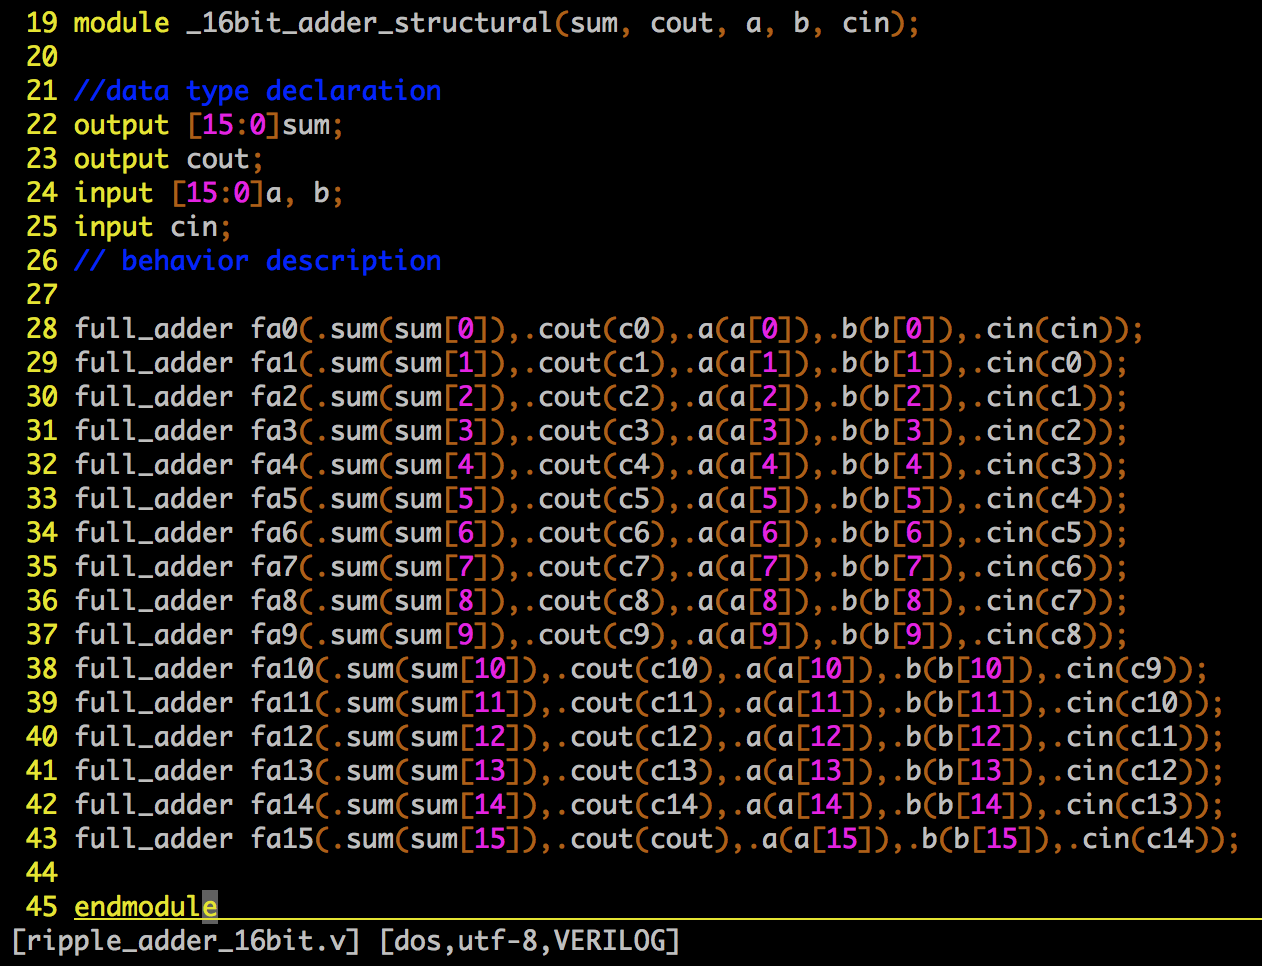 19 module _16bit_adder_structural(sum, cout, a, b, cin);
20
21 //data type declaration
22 output [15:0]sum;
23 output cout;
24 input [15:0]a, b;
25 input cin;
26 // behavior description
27
28 full_adder fa0(.sum(sum[0]),.cout(c0),.a(a[0]),.b(b[0]),.cin(cin));
29 full_adder fa1(.sum(sum[1]),.cout(c1),.a(a[1]),.b(b[1]),.cin(c0));
30 full_adder fa2(.sum(sum[2]),.cout(c2),.a(a[2]),.b(b[2]),.cin(c1));
31 full_adder fa3(.sum(sum[3]),.cout(c3),.a(a[3]),.b(b[3]),.cin(c2));
32 full_adder fa4(.sum(sum[4]),.cout(c4),.a(a[4]),.b(b[4]),.cin(c3));
33 full_adder fa5(.sum(sum[5]),.cout(c5),.a(a[5]),.b(b[5]),.cin(c4));
34 full_adder fa6(.sum(sum[6]),.cout(c6),.a(a[6]),.b(b[6]),.cin(c5));
35 full_adder fa7(.sum(sum[7]),.cout(c7),.a(a[7]),.b(b[7]),.cin(c6));
36 full_adder fa8(.sum(sum[8]),.cout(c8),.a(a[8]),.b(b[8]),.cin(c7));
37 full_adder fa9(.sum(sum[9]),.cout(c9),.a(a[9]),.b(b[9]),.cin(c8));
38 full_adder fa10(.sum(sum[10]),.cout(c10),.a(a[10]),.b(b[10]),.cin(c9));
39 full_adder fa11(.sum(sum[11]),.cout(c11),.a(a[11]),.b(b[11]),.cin(c10));
40 full_adder fa12(.sum(sum[12]),.cout(c12),.a(a[12]),.b(b[12]),.cin(c11));
41 full_adder fa13(.sum(sum[13]),.cout(c13),.a(a[13]),.b(b[13]),.cin(c12));
42 full_adder fa14(.sum(sum[14]),.cout(c14),.a(a[14]),.b(b[14]),.cin(c13));
43 full_adder fa15(.sum(sum[15]),.cout(cout),.a(a[15]),.b(b[15]),.cin(c14));
44
45 endmodule
[ripple_adder_16bit.v] [dos,utf-8,VERILOG]